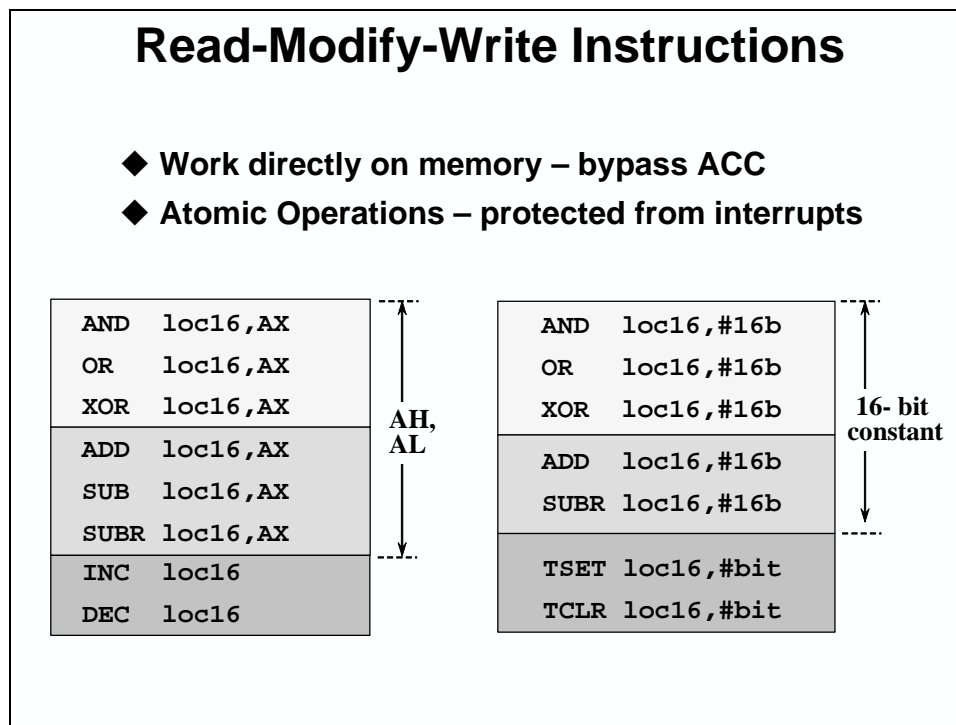 Read-Modify-Write Instructions
◆ Work directly on memory – bypass ACC
◆ Atomic Operations – protected from interrupts
AND loc16,AX
OR loc16,AX
XOR loc16,AX
ADD loc16,AX
SUB loc16,AX
SUBR loc16,AX
INC loc16
DEC loc16
AH,
AL
AND loc16,#16b
OR loc16,#16b
XOR loc16,#16b
ADD loc16,#16b
SUBR loc16,#16b
TSET loc16,#bit
TCLR loc16,#bit
16- bit
constant